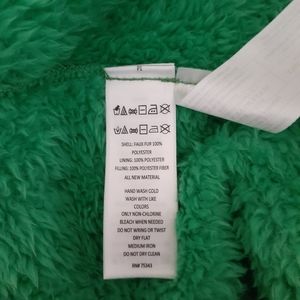 SHELL: FAUX FUR 100%
POLYESTER
LINING: 100% POLYESTER
FILLING: 100% POLYESTER FIBER
ALL NEW MATERIAL
HAND WASH COLD
WASH WITH LIKE
COLORS
ONLY NON-CHLORINE
BLEACH WHEN NEEDED
DO NOT WRING OR TWIST
DRY FLAT
MEDIUM IRON
DO NOT DRY CLEAN
RN# 75343